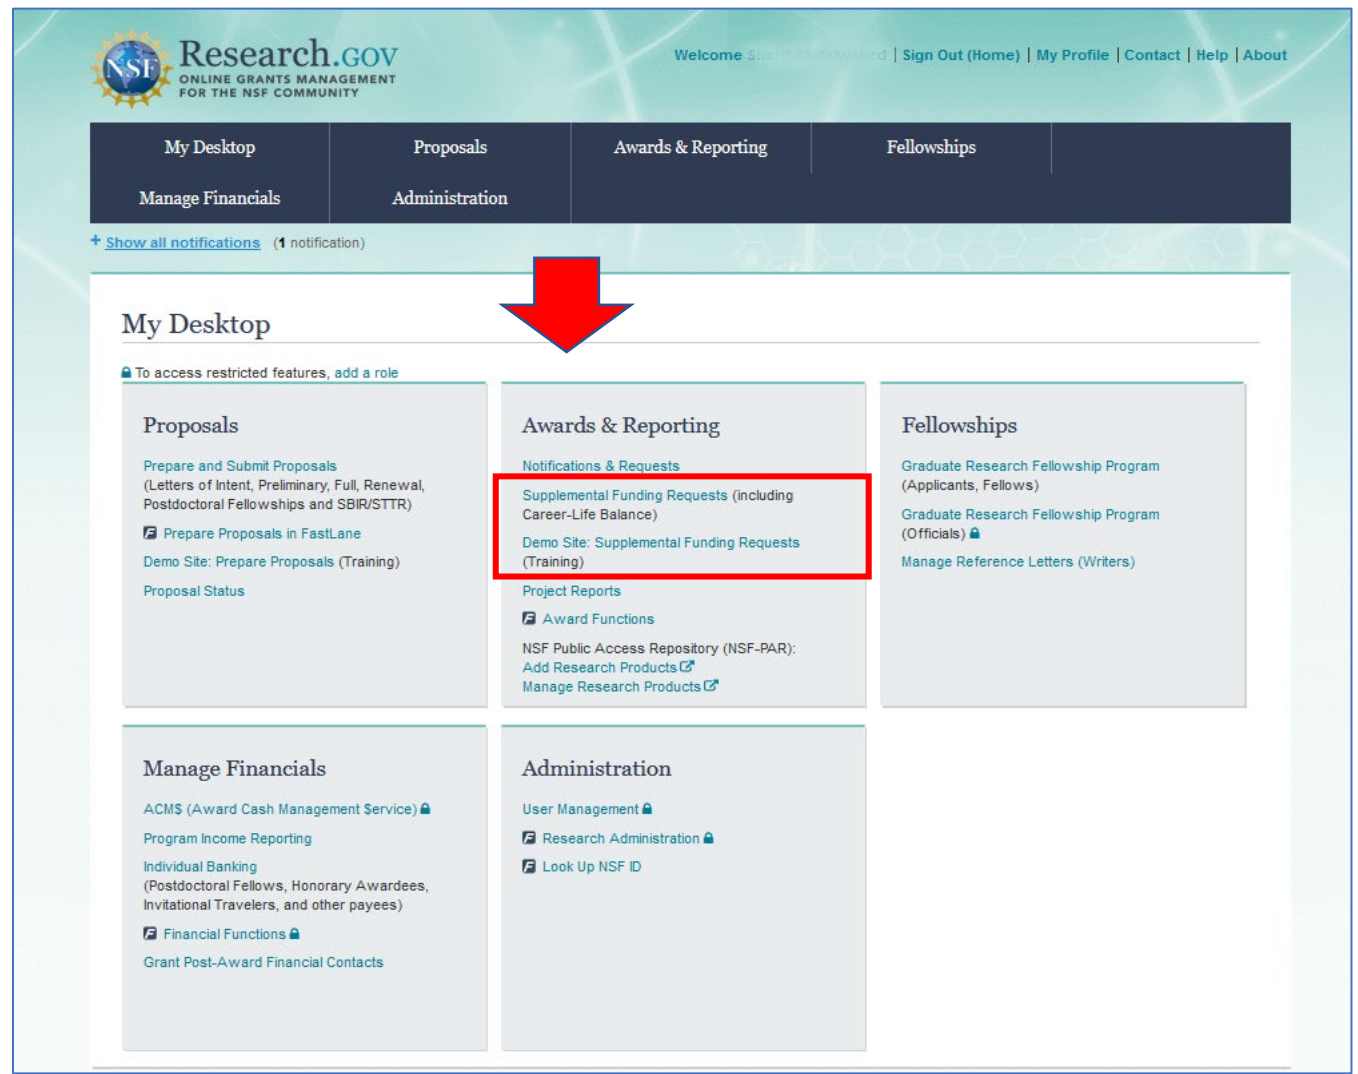 NSF
Research.GOV
ONLINE GRANTS MANAGEMENT
FOR THE NSF COMMUNITY
Welcome
| Sign Out (Home) | My Profile | Contact | Help | About
My Desktop
Proposals
Awards & Reporting
Fellowships
Manage Financials
Administration
+ Show all notifications (1 notification)
My Desktop
To access restricted features, add a role
Proposals
Prepare and Submit Proposals
(Letters of Intent, Preliminary, Full, Renewal,
Postdoctoral Fellowships and SBIR/STTR)
F Prepare Proposals in FastLane
Demo Site: Prepare Proposals (Training)
Proposal Status
Awards & Reporting
Notifications & Requests
Supplemental Funding Requests (including
Career-Life Balance)
Demo Site: Supplemental Funding Requests
(Training)
Project Reports
F Award Functions
NSF Public Access Repository (NSF-PAR):
Add Research Products
Manage Research Products
Fellowships
Graduate Research Fellowship Program
(Applicants, Fellows)
Graduate Research Fellowship Program
(Officials)
Manage Reference Letters (Writers)
Manage Financials
ACM$ (Award Cash Management $ervice)
Program Income Reporting
Individual Banking
(Postdoctoral Fellows, Honorary Awardees,
Invitational Travelers, and other payees)
F Financial Functions
Grant Post-Award Financial Contacts
Administration
User Management
F Research Administration
F Look Up NSF ID